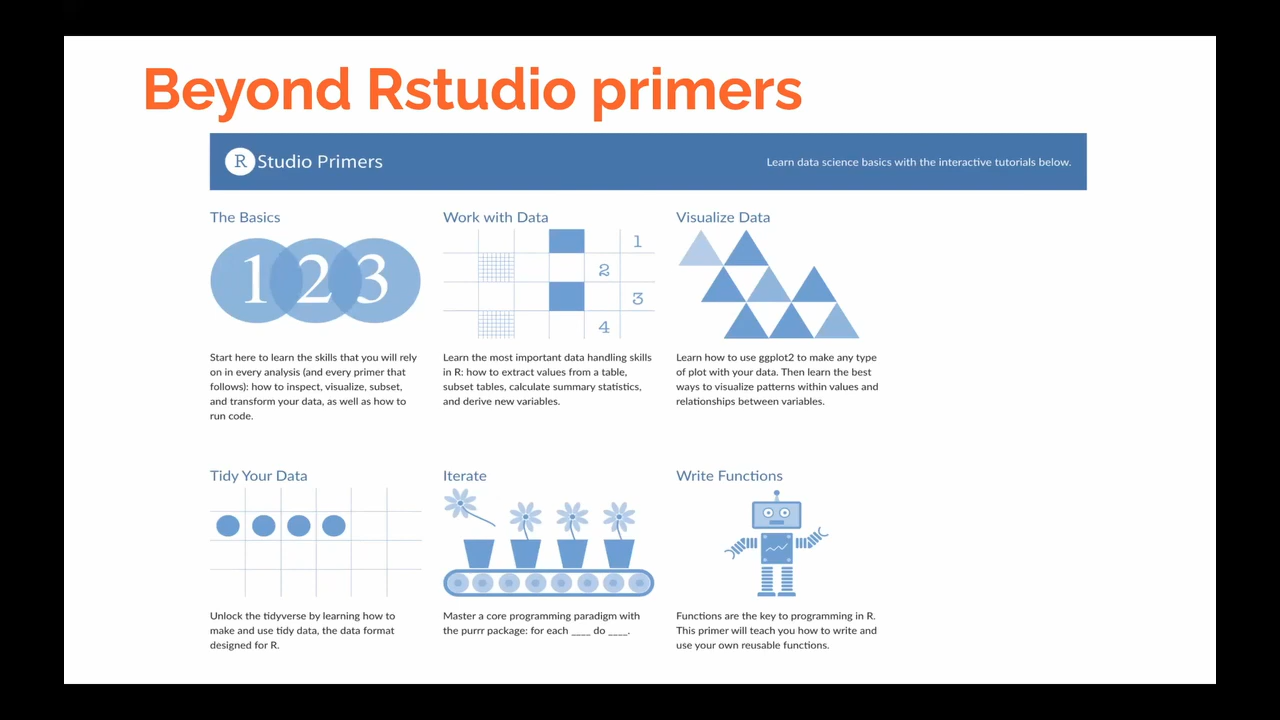 Beyond Rstudio primers
R Studio Primers
Learn data science basics with the interactive tutorials below.
The Basics
1 2 3
Start here to learn the skills that you will rely
on in every analysis (and every primer that
follows): how to inspect, visualize, subset,
and transform your data, as well as how to
run code.
Work with Data
1
2
3
4
Learn the most important data handling skills
in R: how to extract values from a table,
subset tables, calculate summary statistics,
and derive new variables.
Visualize Data
Learn how to use ggplot2 to make any type
of plot with your data. Then learn the best
ways to visualize patterns within values and
relationships between variables.
Tidy Your Data
Unlock the tidyverse by learning how to
make and use tidy data, the data format
designed for R.
Iterate
Master a core programming paradigm with
the purrr package: for each ____ do ____.
Write Functions
Functions are the key to programming in R.
This primer will teach you how to write and
use your own reusable functions.